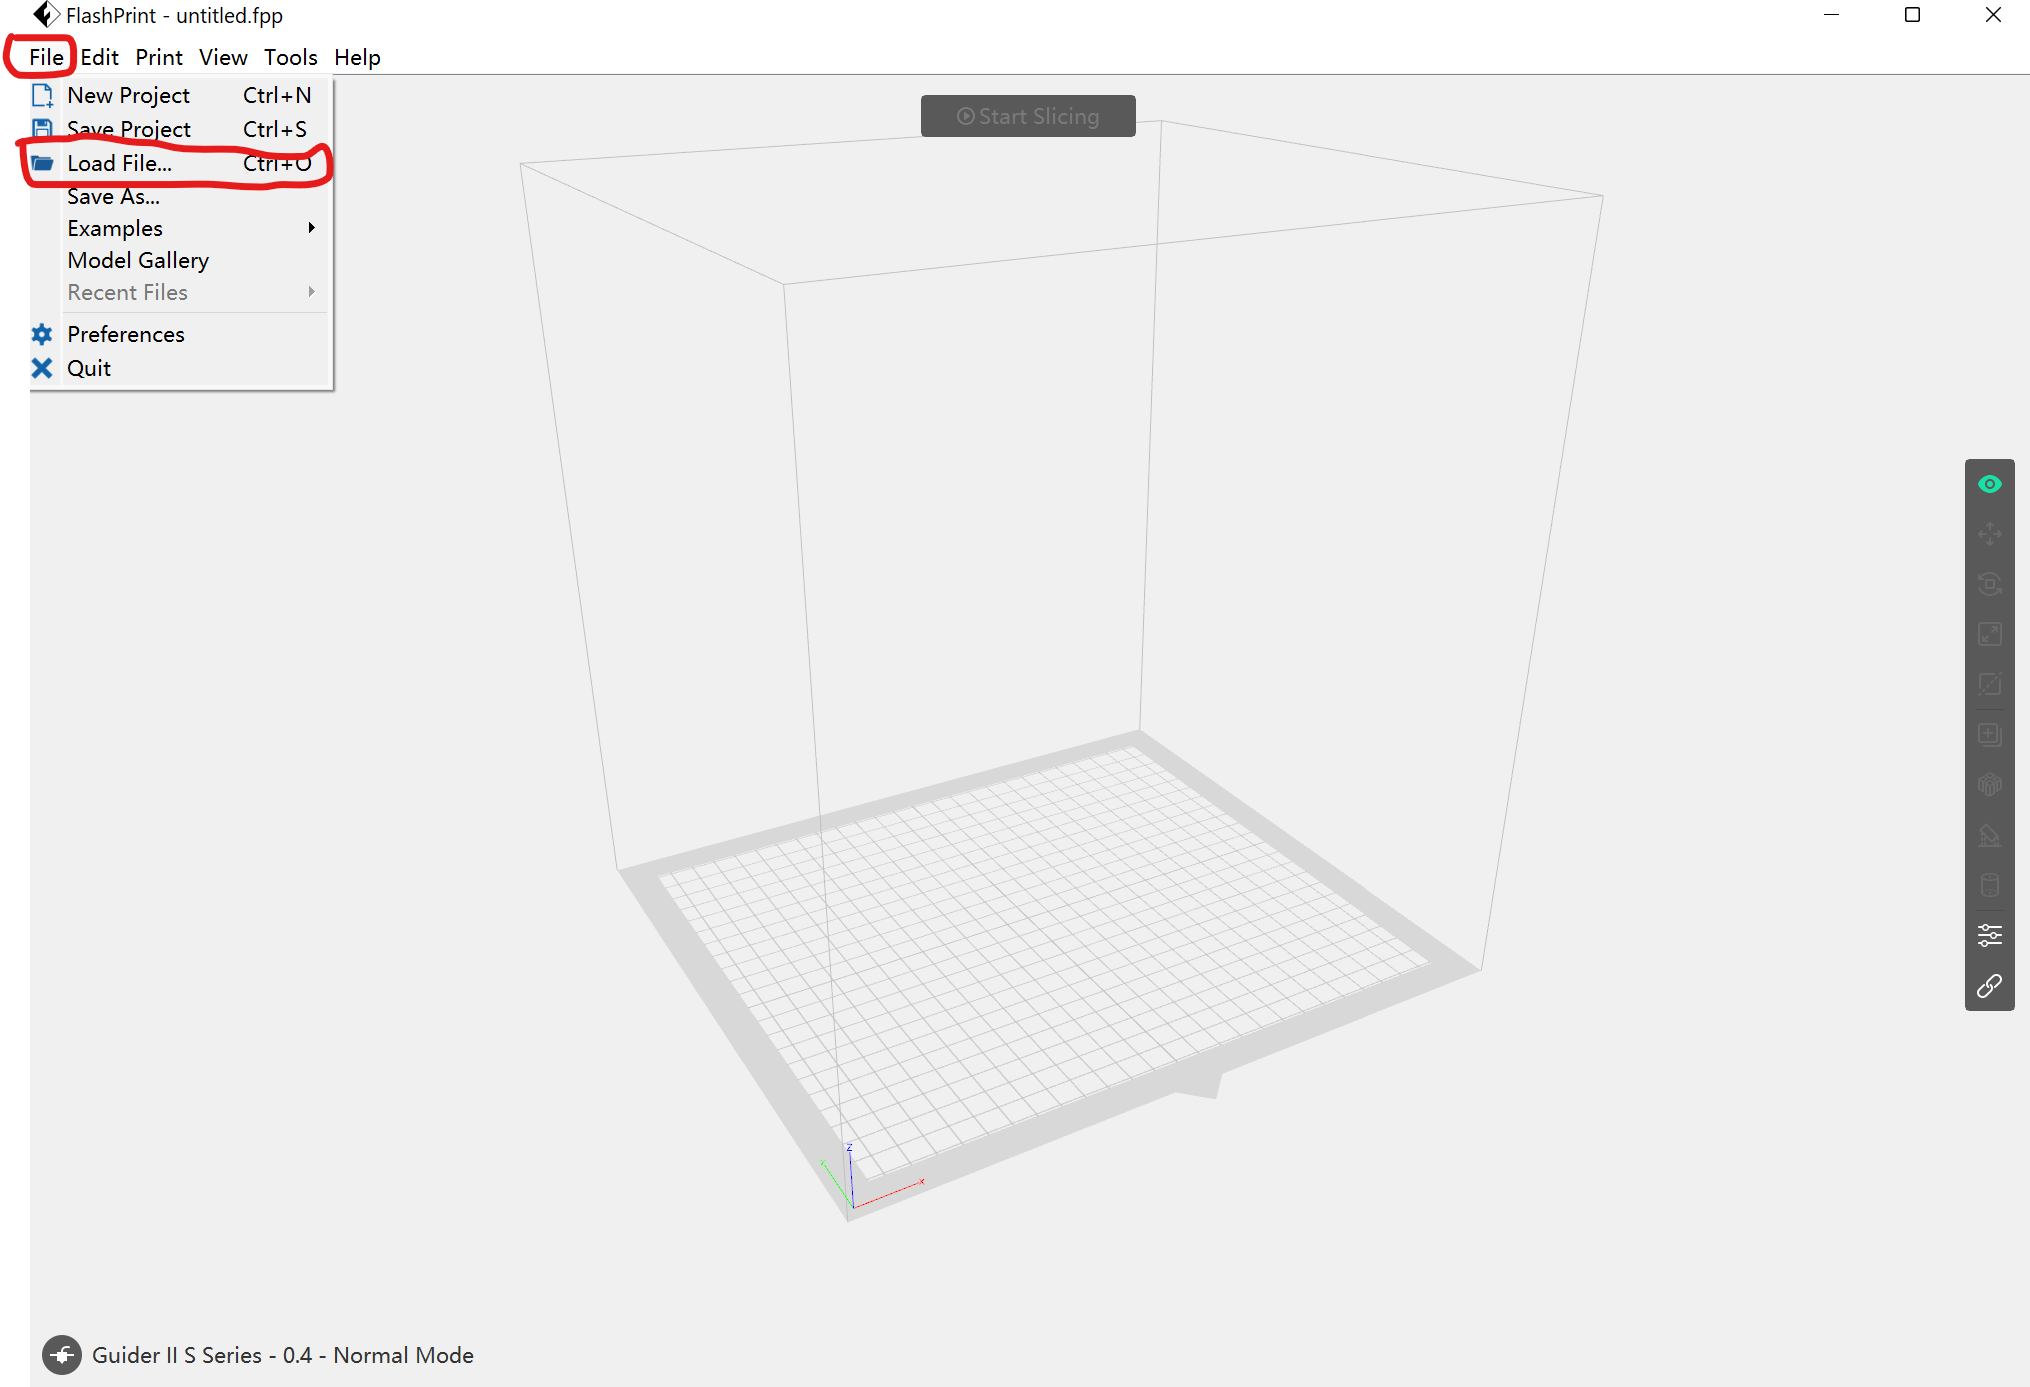 FlashPrint - untitled.fpp
File Edit Print View Tools Help
New Project Ctrl+N
Save Project Ctrl+S
Load File... Ctrl+O
Save As...
Examples
Model Gallery
Recent Files
Preferences
Quit
Start Slicing
Z
Y
X
Guider II S Series - 0.4 - Normal Mode